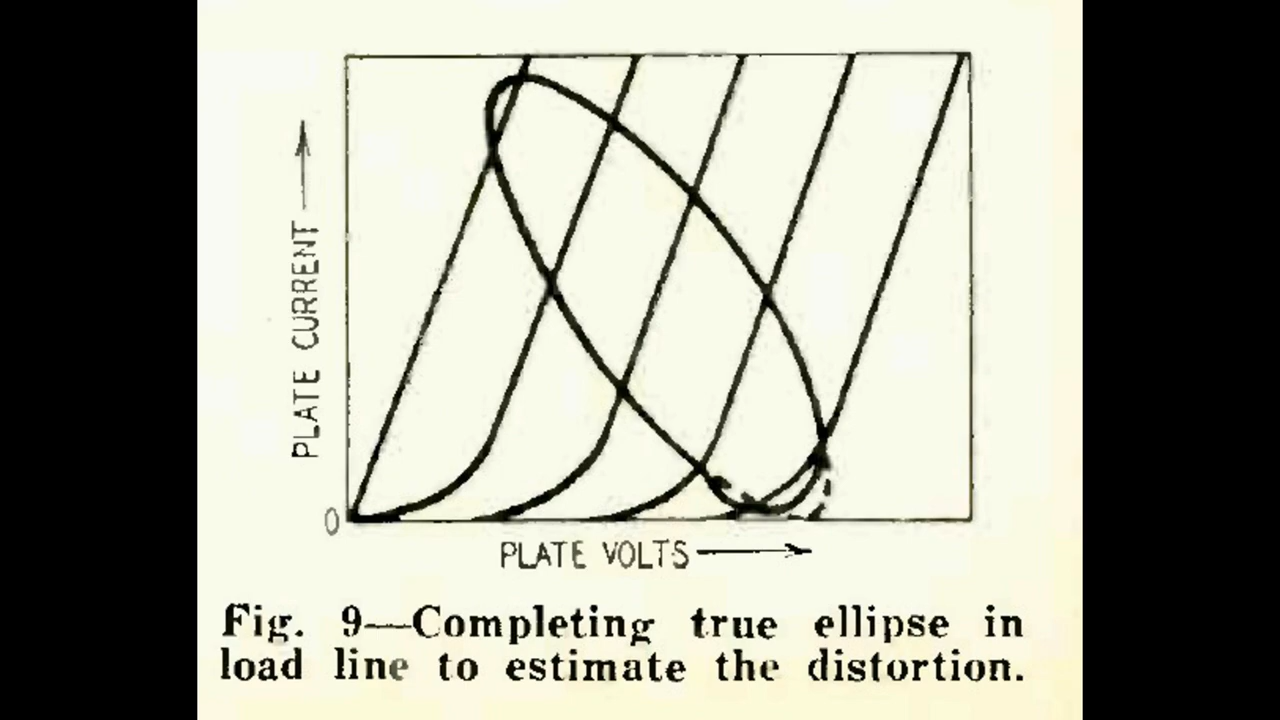 PLATE CURRENT
0
PLATE VOLTS
Fig. 9—Completing true ellipse in
load line to estimate the distortion.